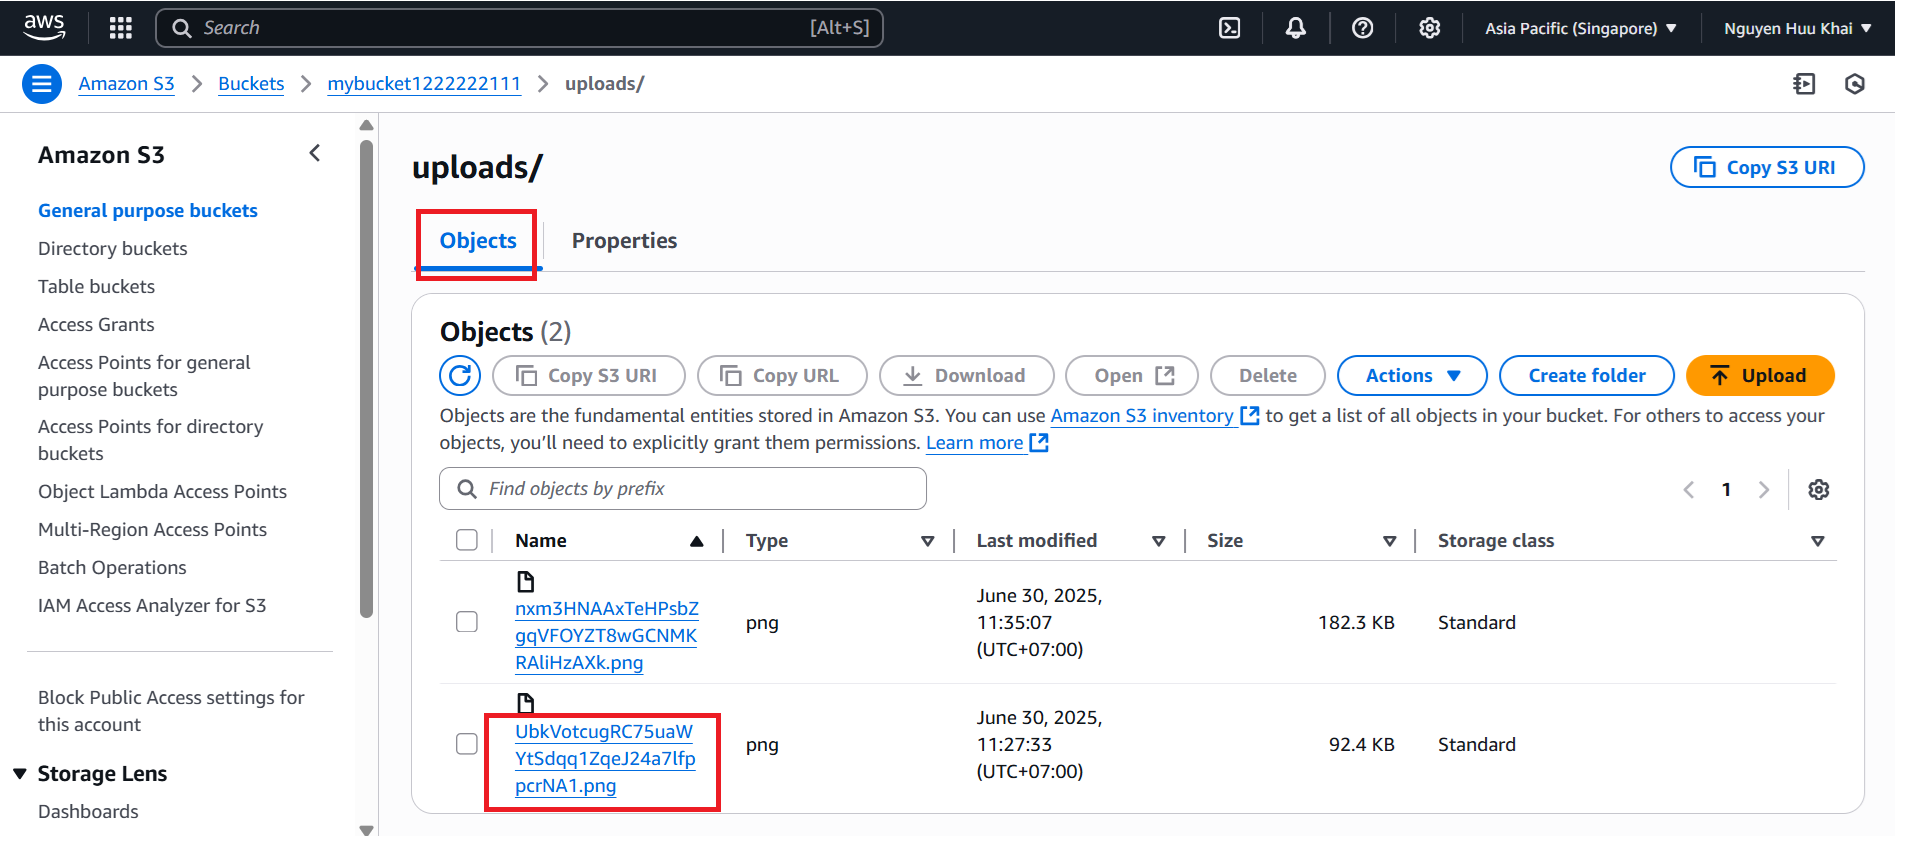 aws
Search [Alt+S]
Asia Pacific (Singapore)
Nguyen Huu Khai
Amazon S3 > Buckets > mybucket1222222111 > uploads/
Amazon S3
General purpose buckets
Directory buckets
Table buckets
Access Grants
Access Points for general
purpose buckets
Access Points for directory
buckets
Object Lambda Access Points
Multi-Region Access Points
Batch Operations
IAM Access Analyzer for S3
Block Public Access settings for
this account
Storage Lens
Dashboards
uploads/
Copy S3 URI
Objects
Properties
Objects (2)
Copy S3 URI
Copy URL
Download
Open
Delete
Actions
Create folder
Upload
Objects are the fundamental entities stored in Amazon S3. You can use Amazon S3 inventory to get a list of all objects in your bucket. For others to access your
objects, you'll need to explicitly grant them permissions. Learn more
Find objects by prefix
1
Name
Type
Last modified
Size
Storage class
nxm3HNAAxTeHPsbZ
gqVFOYZT8wGCNMK
RAliHzAXk.png
png
June 30, 2025,
11:35:07
(UTC+07:00)
182.3 KB
Standard
UbkVotcugRC75uaW
YtSdqq1ZqeJ24a7lfp
pcrNA1.png
png
June 30, 2025,
11:27:33
(UTC+07:00)
92.4 KB
Standard